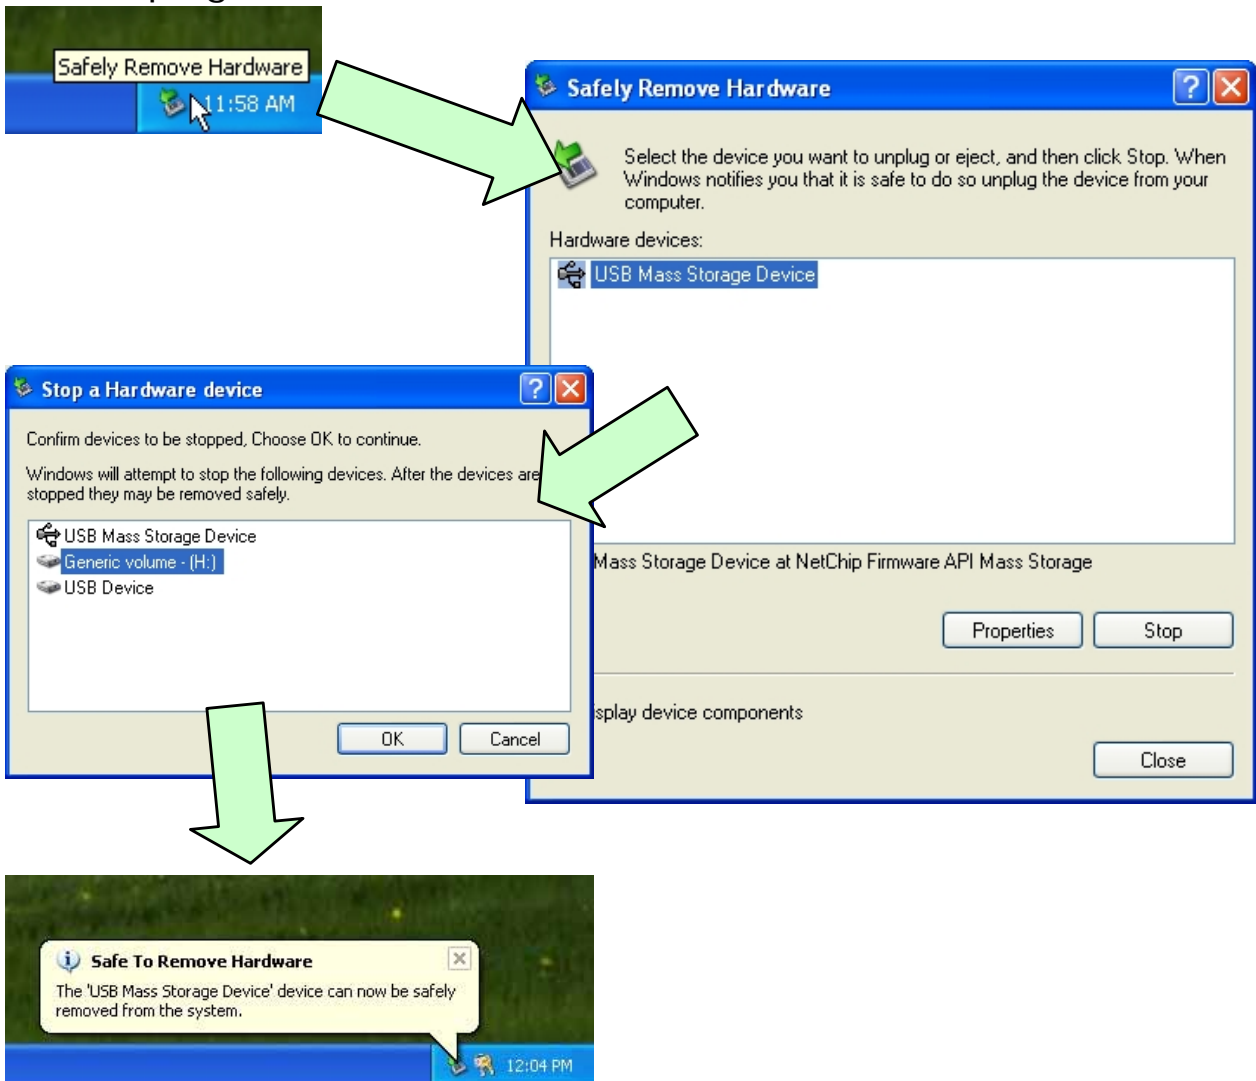 Safely Remove Hardware
11:58 AM
Safely Remove Hardware
Select the device you want to unplug or eject, and then click Stop. When
Windows notifies you that it is safe to do so unplug the device from your
computer.
Hardware devices:
USB Mass Storage Device
Mass Storage Device at NetChip Firmware API Mass Storage
Properties
Stop
isplay device components
Close
Stop a Hardware device
Confirm devices to be stopped, Choose OK to continue.
Windows will attempt to stop the following devices. After the devices are
stopped they may be removed safely.
USB Mass Storage Device
Generic volume - (H:)
USB Device
OK
Cancel
Safe To Remove Hardware
The 'USB Mass Storage Device' device can now be safely
removed from the system.
12:04 PM